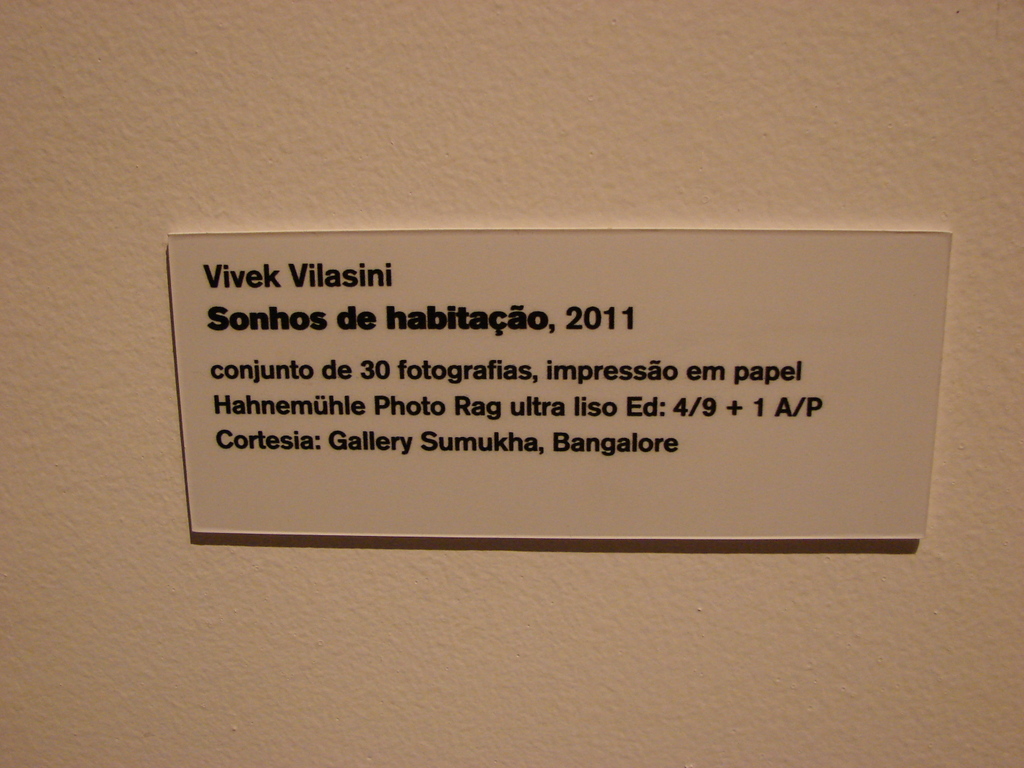 Vivek Vilasini
Sonhos de habitação, 2011
conjunto de 30 fotografias, impressão em papel
Hahnemühle Photo Rag ultra liso Ed: 4/9 + 1 A/P
Cortesia: Gallery Sumukha, Bangalore